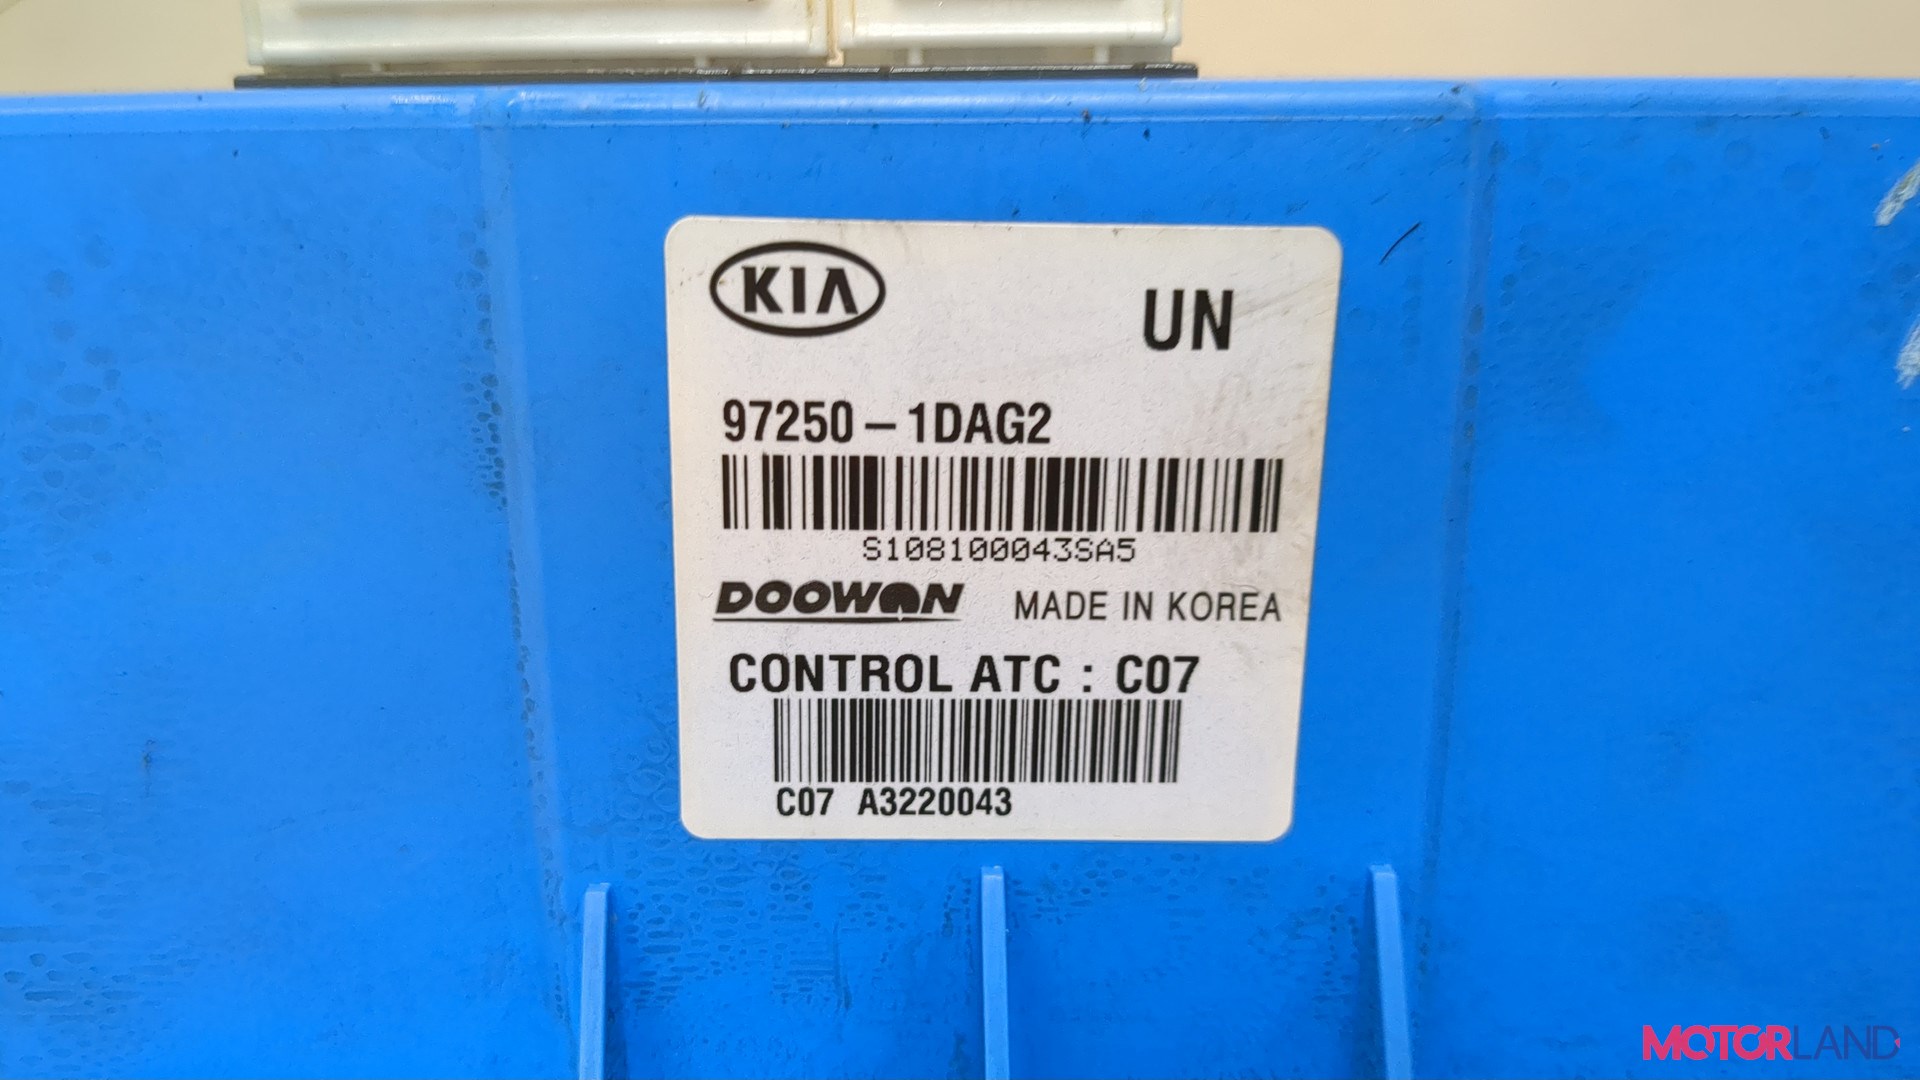 KIA
UN
97250-1DAG2
S108100043SA5
DOOWON MADE IN KOREA
CONTROL ATC : C07
C07 A3220043
MOTORLAND